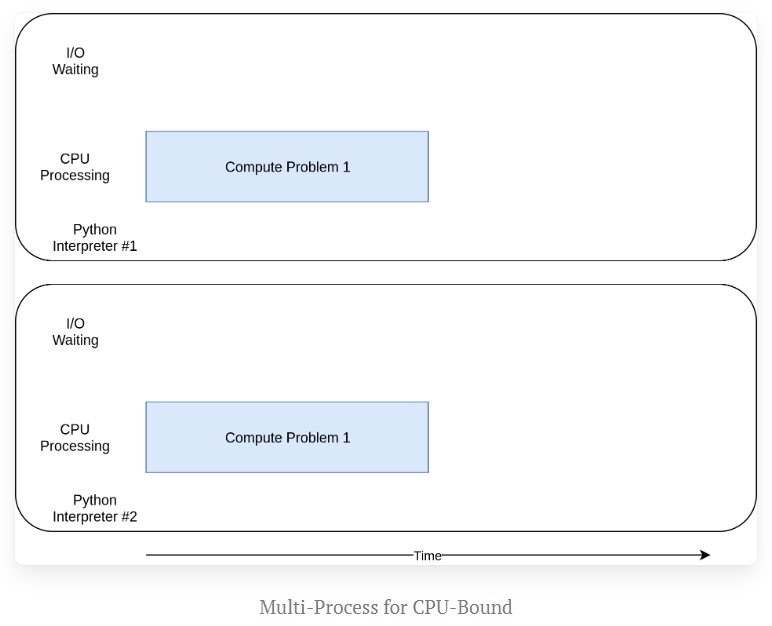 I/O
Waiting
CPU
Processing
Compute Problem 1
Python
Interpreter #1
I/O
Waiting
CPU
Processing
Compute Problem 1
Python
Interpreter #2
Time
Multi-Process for CPU-Bound